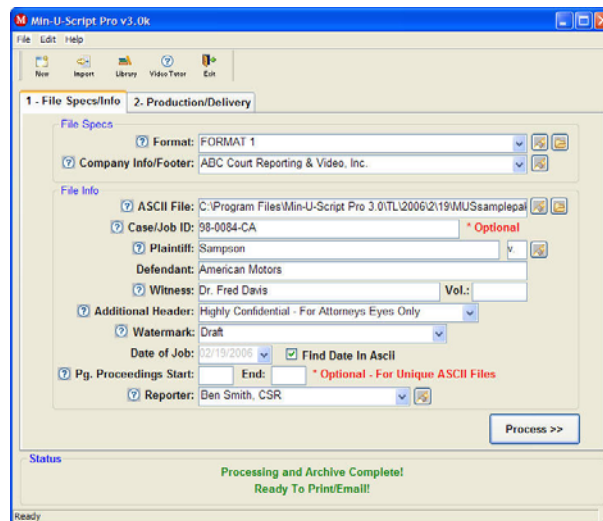 Min-U-Script Pro v3.0k
File Edit Help
New Import Library Video Tutor Exit
1 - File Specs/Info 2. Production/Delivery
File Specs
Format: FORMAT 1
Company Info/Footer: ABC Court Reporting & Video, Inc.
File Info
ASCII File: C:\Program Files\Min-U-Script Pro 3.0\TL\2006\2\19\MUSsamplepal
Case/Job ID: 98-0084-CA * Optional
Plaintiff: Sampson v.
Defendant: American Motors
Witness: Dr. Fred Davis Vol.:
Additional Header: Highly Confidential - For Attorneys Eyes Only
Watermark: Draft
Date of Job: 02/19/2006 Find Date In Ascii
Pg. Proceedings Start: End: * Optional - For Unique ASCII Files
Reporter: Ben Smith, CSR
Process >>
Status
Processing and Archive Complete!
Ready To Print/Email!
Ready